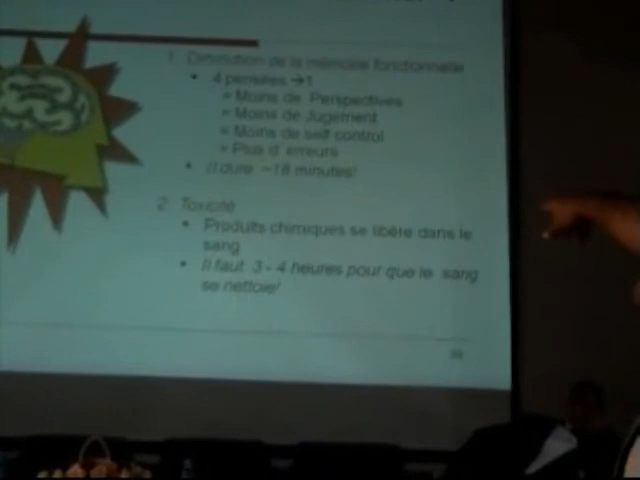 1. Diminution de la mémoire fonctionnelle
• 4 pensées → 1
= Moins de Perspectives
= Moins de Jugement
= Moins de self control
= Plus d'erreurs
• Il dure ~18 minutes!
2. Toxicité
• Produits chimiques se libère dans le
sang
• Il faut 3 - 4 heures pour que le sang
se nettoie!